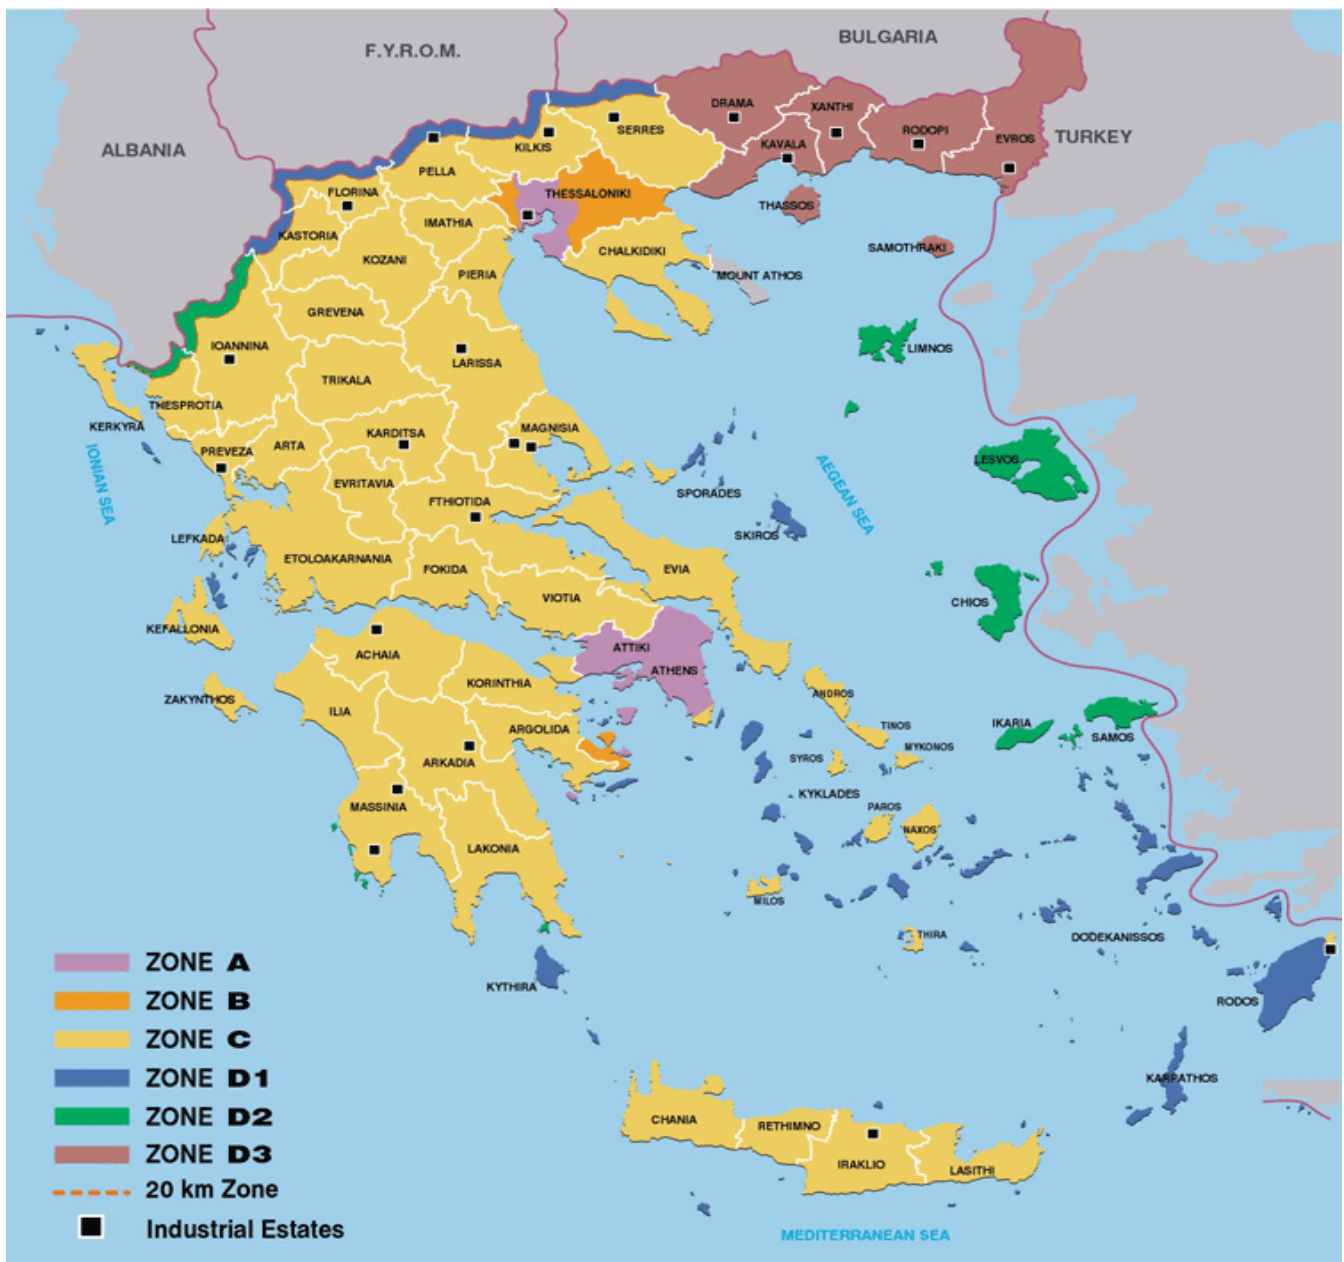 BULGARIA
F.Y.R.O.M.
ALBANIA
TURKEY
DRAMA
XANTHI
SERRES
RODOPI
EVROS
KAVALA
KILKIS
PELLA
FLORINA
THESSALONIKI
THASSOS
IMATHIA
KASTORIA
SAMOTHRAKI
CHALKIDIKI
KOZANI
PIERIA
MOUNT ATHOS
GREVENA
IOANNINA
LIMNOS
LARISSA
TRIKALA
THESPROTIA
KERKYRA
MAGNISIA
KARDITSA
ARTA
PREVEZA
LESVOS
IONIAN SEA
AEGEAN SEA
EVRITAVIA
SPORADES
FTHIOTIDA
SKIROS
LEFKADA
ETOLOAKARNANIA
FOKIDA
EVIA
VIOTIA
CHIOS
KEFALLONIA
ATTIKI
ACHAIA
ATHENS
KORINTHIA
ZAKYNTHOS
ANDROS
ILIA
IKARIA
TINOS
ARGOLIDA
SAMOS
MYKONOS
SYROS
ARKADIA
KYKLADES
MASSINIA
PAROS
NAXOS
LAKONIA
MILOS
THIRA
DODEKANISSOS
KYTHIRA
RODOS
KARPATHOS
CHANIA
RETHIMNO
IRAKLIO
LASITHI
MEDITERRANEAN SEA
ZONE A
ZONE B
ZONE C
ZONE D1
ZONE D2
ZONE D3
20 km Zone
Industrial Estates